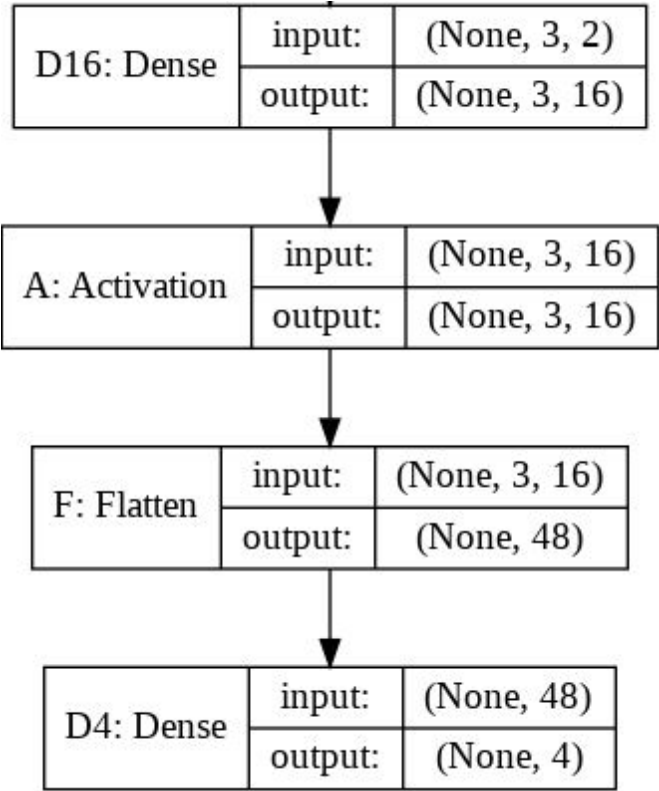 D16: Dense input: (None, 3, 2)
output: (None, 3, 16)
A: Activation input: (None, 3, 16)
output: (None, 3, 16)
F: Flatten input: (None, 3, 16)
output: (None, 48)
D4: Dense input: (None, 48)
output: (None, 4)